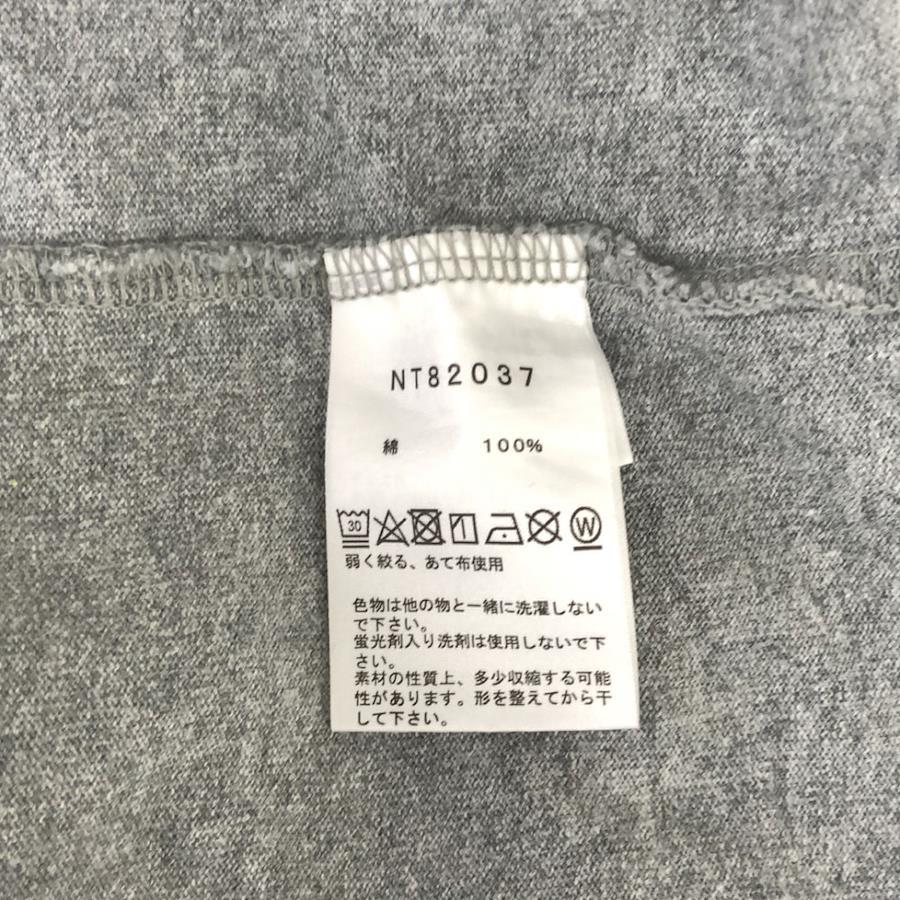 NT82037
綿 100%
30 W
弱く絞る、あて布使用
色物は他の物と一緒に洗濯しない
で下さい。
蛍光剤入り洗剤は使用しないで下
さい。
素材の性質上、多少収縮する可能
性があります。形を整えてから干
して下さい。